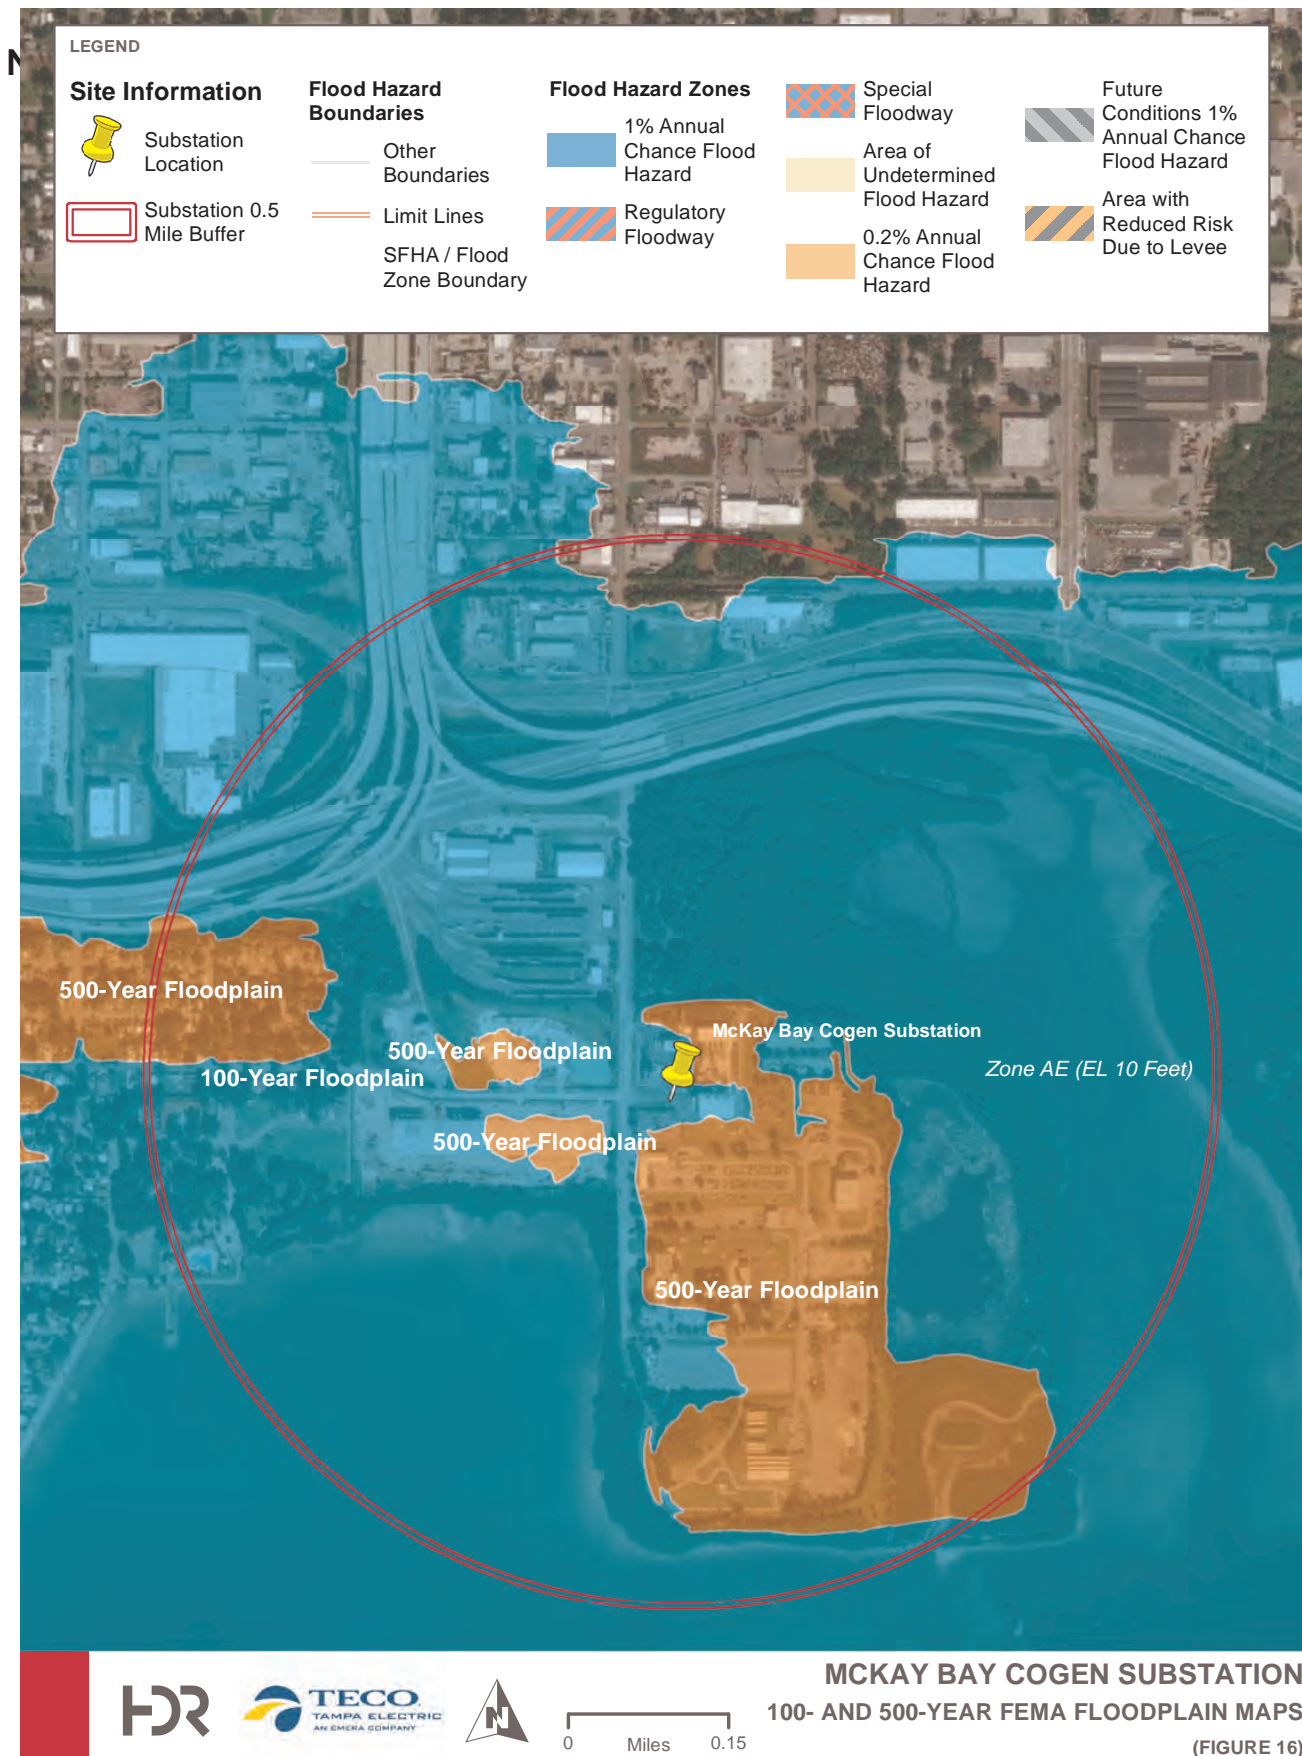 N
LEGEND
Site Information
Substation
Location
Substation 0.5
Mile Buffer
Flood Hazard
Boundaries
Other
Boundaries
Limit Lines
SFHA / Flood
Zone Boundary
Flood Hazard Zones
1% Annual
Chance Flood
Hazard
Regulatory
Floodway
Special
Floodway
Area of
Undetermined
Flood Hazard
0.2% Annual
Chance Flood
Hazard
Future
Conditions 1%
Annual Chance
Flood Hazard
Area with
Reduced Risk
Due to Levee
500-Year Floodplain
McKay Bay Cogen Substation
500-Year Floodplain
100-Year Floodplain
Zone AE (EL 10 Feet)
500-Year Floodplain
500-Year Floodplain
HDR
TECO
TAMPA ELECTRIC
AN EMERA COMPANY
N
0 Miles 0.15
MCKAY BAY COGEN SUBSTATION
100- AND 500-YEAR FEMA FLOODPLAIN MAPS
(FIGURE 16)